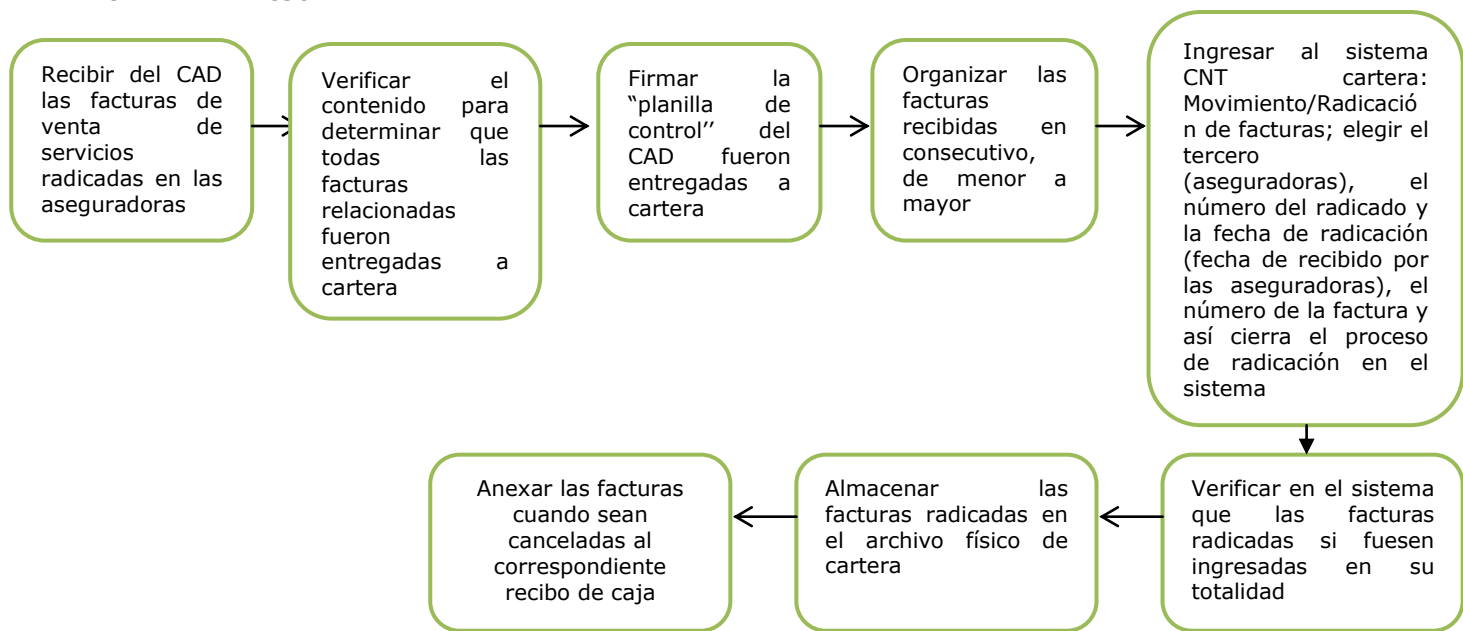 Recibir del CAD
las facturas de
venta de
servicios
radicadas en las
aseguradoras
Verificar el
contenido para
determinar que
todas las
facturas
relacionadas
fueron
entregadas a
cartera
Firmar la
“planilla de
control’’ del
CAD fueron
entregadas a
cartera
Organizar las
facturas
recibidas en
consecutivo,
de menor a
mayor
Ingresar al sistema
CNT cartera:
Movimiento/Radicació
n de facturas; elegir el
tercero
(aseguradoras), el
número del radicado y
la fecha de radicación
(fecha de recibido por
las aseguradoras), el
número de la factura y
así cierra el proceso
de radicación en el
sistema
Verificar en el sistema
que las facturas
radicadas si fuesen
ingresadas en su
totalidad
Almacenar las
facturas radicadas en
el archivo físico de
cartera
Anexar las facturas
cuando sean
canceladas al
correspondiente
recibo de caja